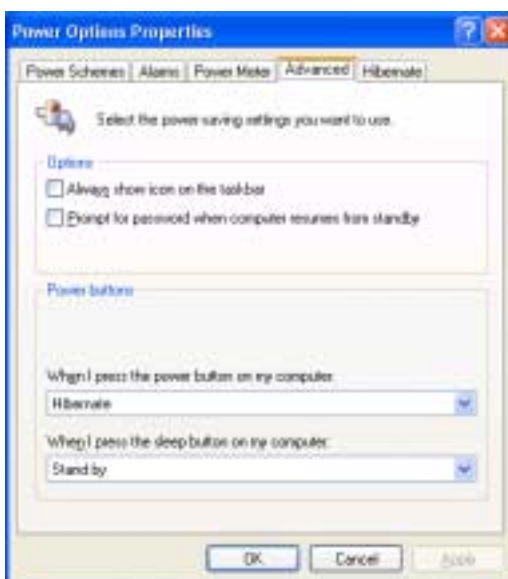 Power Options Properties
Power Schemes Alarms Power Meter Advanced Hibernate
Select the power-saving settings you want to use.
Options
Always show icon on the taskbar
Prompt for password when computer resumes from standby
Power buttons
When I press the power button on my computer:
Hibernate
When I press the sleep button on my computer:
Stand by
OK Cancel Apply